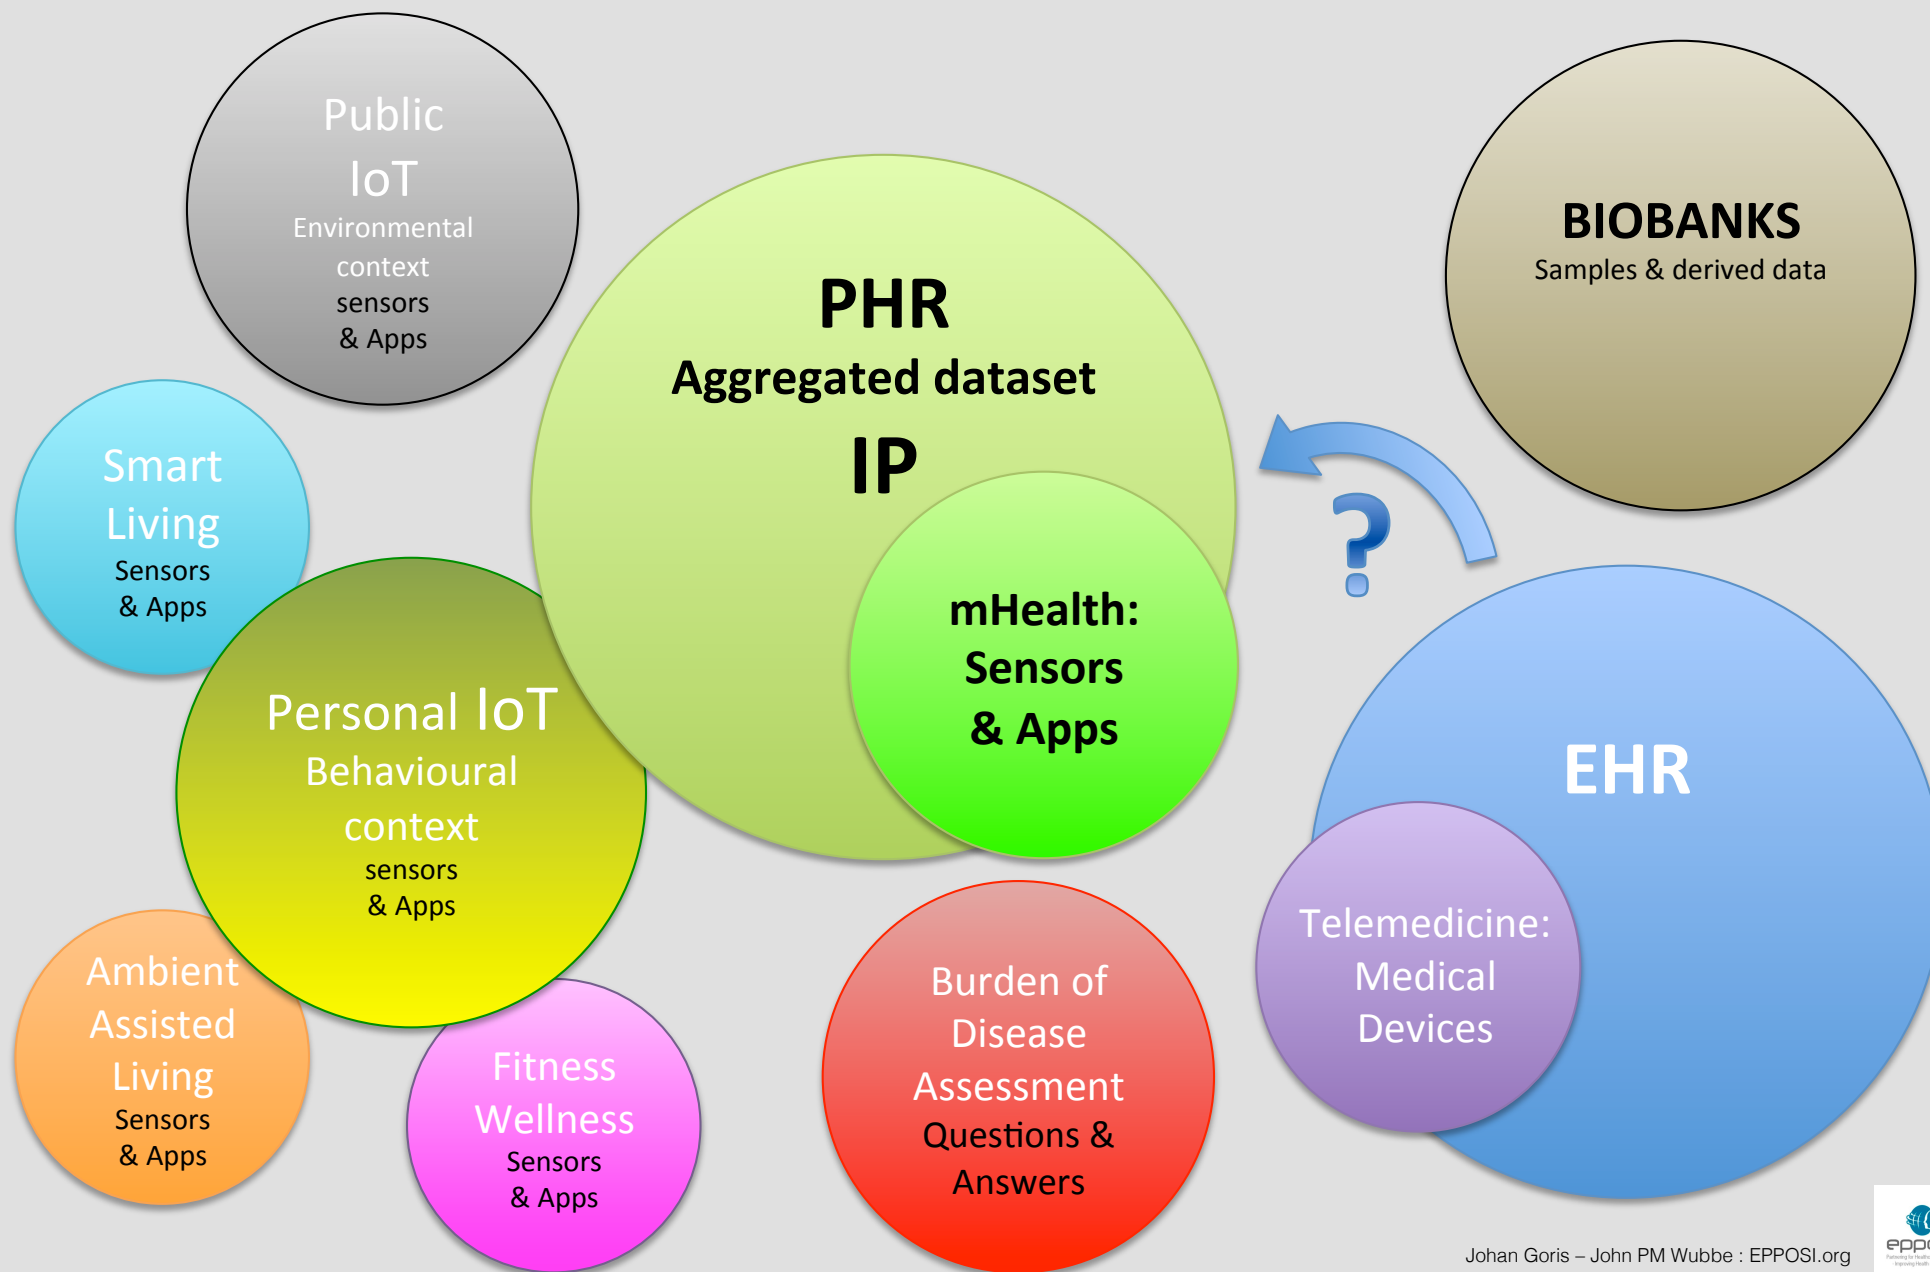 Public
IoT
Environmental
context
sensors
& Apps
BIOBANKS
Samples & derived data
PHR
Aggregated dataset
IP
Smart
Living
Sensors
& Apps
?
mHealth:
Sensors
& Apps
Personal IoT
Behavioural
context
sensors
& Apps
EHR
Telemedicine:
Medical
Devices
Ambient
Assisted
Living
Sensors
& Apps
Fitness
Wellness
Sensors
& Apps
Burden of
Disease
Assessment
Questions &
Answers
Johan Goris – John PM Wubbe : EPPOSI.org